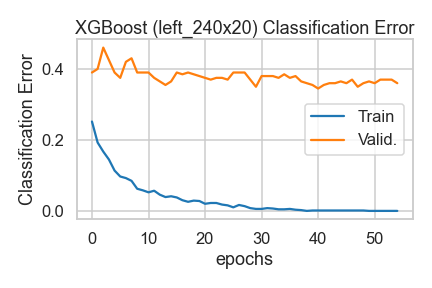 XGBoost (left_240x20) Classification Error
Classification Error
0.4
0.2
0.0
Train
Valid.
0 10 20 30 40 50
epochs